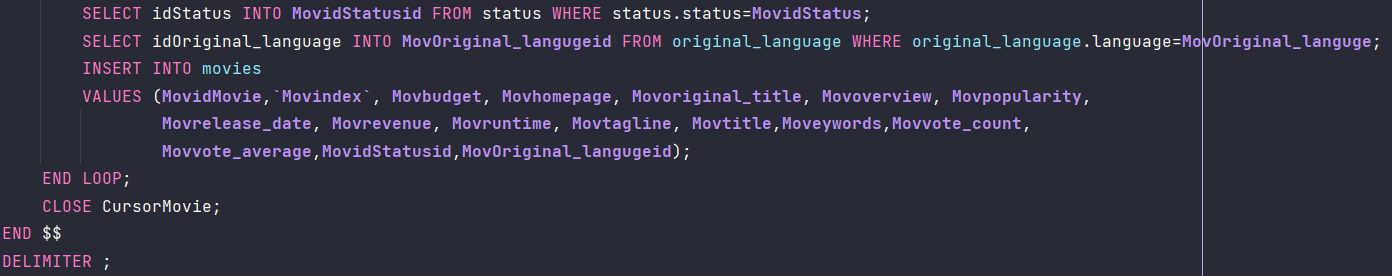 SELECT idStatus INTO MovidStatusid FROM status WHERE status.status=MovidStatus;
SELECT idOriginal_language INTO MovOriginal_langugeid FROM original_language WHERE original_language.language=MovOriginal_languge;
INSERT INTO movies
VALUES (MovidMovie,`Movindex`, Movbudget, Movhomepage, Movoriginal_title, Movoverview, Movpopularity,
Movrelease_date, Movrevenue, Movruntime, Movtagline, Movtitle,Moveywords,Movvote_count,
Movvote_average,MovidStatusid,MovOriginal_langugeid);
END LOOP;
CLOSE CursorMovie;
END $$
DELIMITER ;